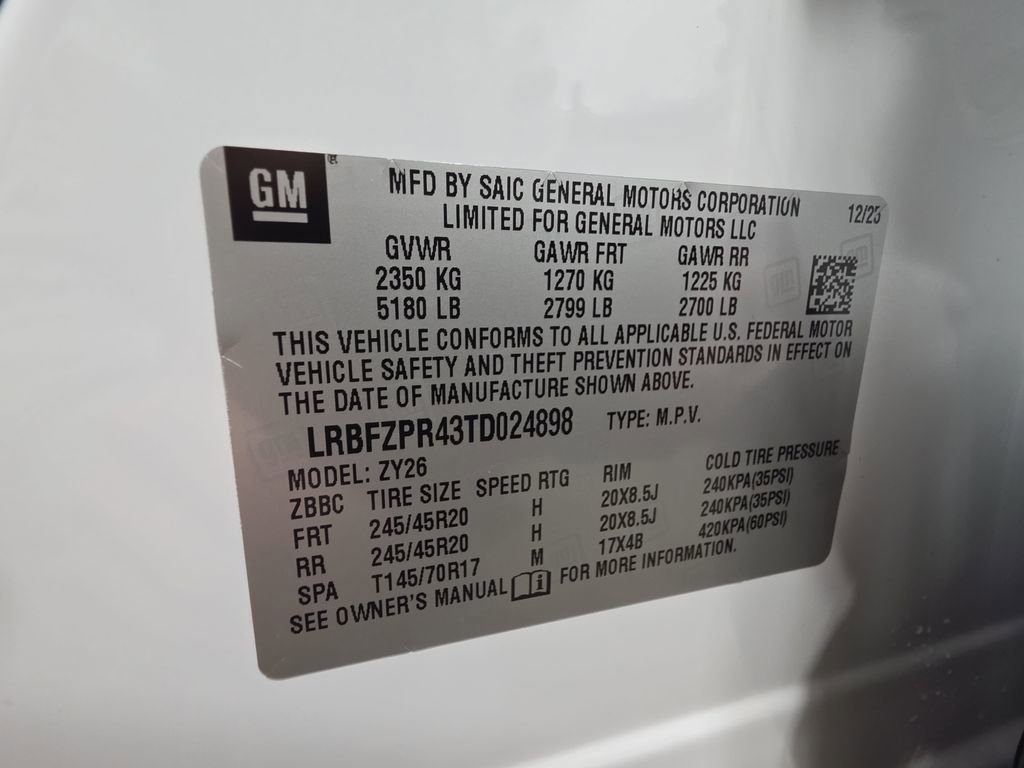 GM
MFD BY SAIC GENERAL MOTORS CORPORATION
LIMITED FOR GENERAL MOTORS LLC
12/25
GVWR GAWR FRT GAWR RR
2350 KG 1270 KG 1225 KG
5180 LB 2799 LB 2700 LB
THIS VEHICLE CONFORMS TO ALL APPLICABLE U.S. FEDERAL MOTOR
VEHICLE SAFETY AND THEFT PREVENTION STANDARDS IN EFFECT ON
THE DATE OF MANUFACTURE SHOWN ABOVE.
LRBFZPR43TD024898 TYPE: M.P.V.
MODEL: ZY26
ZBBC TIRE SIZE SPEED RTG RIM COLD TIRE PRESSURE
FRT 245/45R20 H 20X8.5J 240KPA(35PSI)
RR 245/45R20 H 20X8.5J 240KPA(35PSI)
SPA T145/70R17 M 17X4B 420KPA(60PSI)
SEE OWNER'S MANUAL FOR MORE INFORMATION.